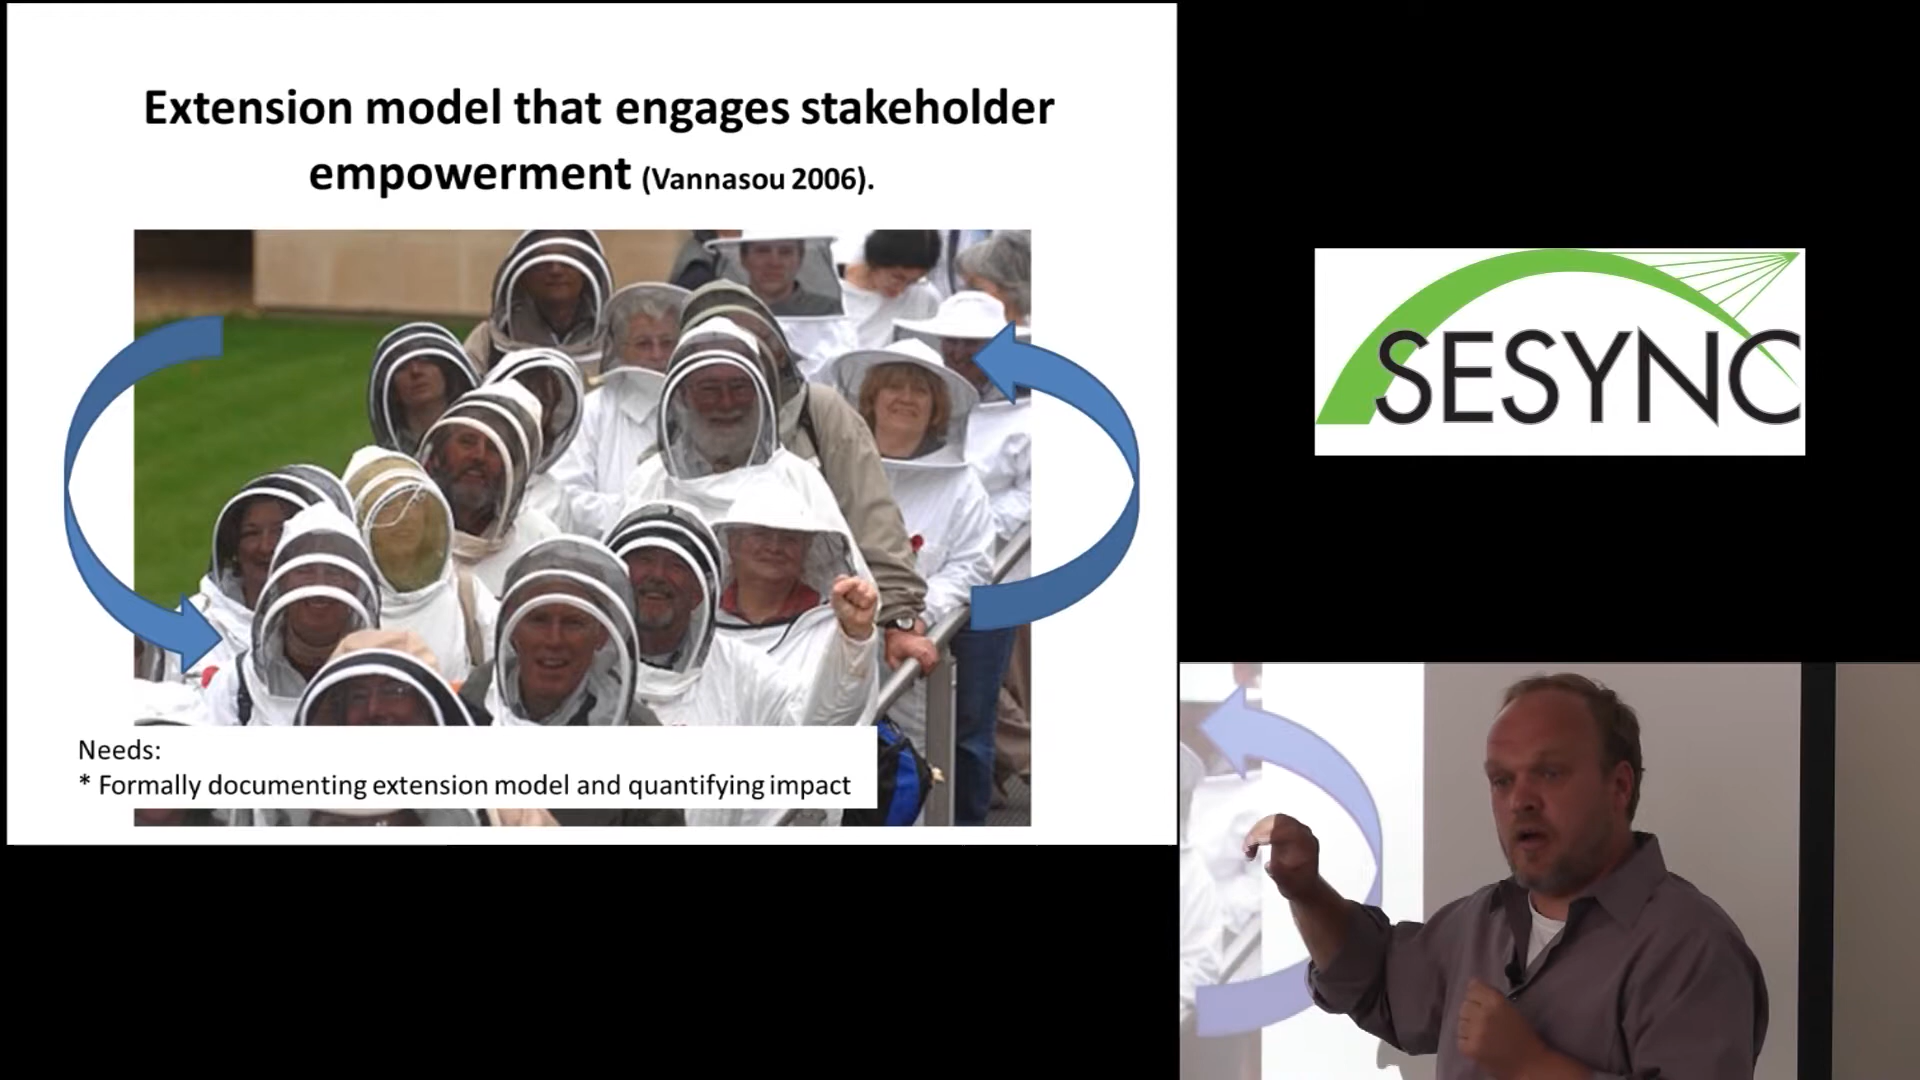 Extension model that engages stakeholder
empowerment (Vannasou 2006).
Needs:
* Formally documenting extension model and quantifying impact
SESYNC